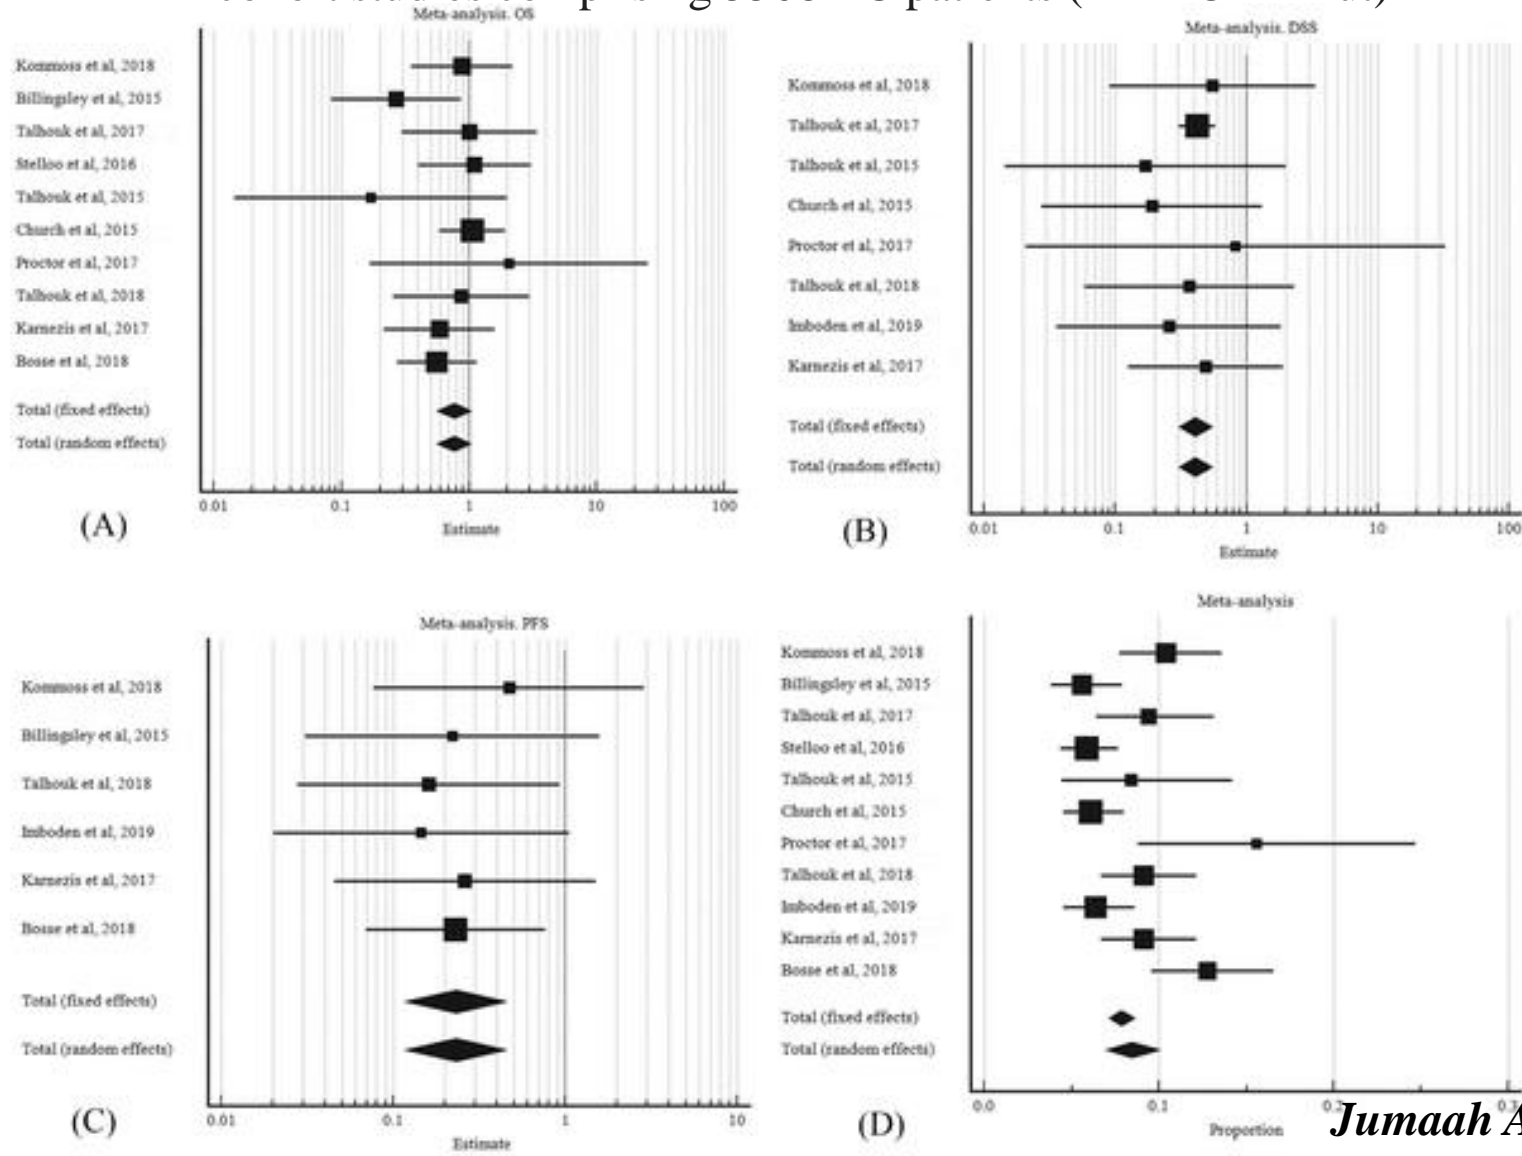 Meta-analysis. OS
Kommoss et al, 2018
Billingsley et al, 2015
Talhouk et al, 2017
Stelloo et al, 2016
Talhouk et al, 2015
Church et al, 2015
Proctor et al, 2017
Talhouk et al, 2018
Karnezis et al, 2017
Bosse et al, 2018
Total (fixed effects)
Total (random effects)
0.01 0.1 1 10 100
Estimate
(A)
Meta-analysis. DSS
Kommoss et al, 2018
Talhouk et al, 2017
Talhouk et al, 2015
Church et al, 2015
Proctor et al, 2017
Talhouk et al, 2018
Imboden et al, 2019
Karnezis et al, 2017
Total (fixed effects)
Total (random effects)
0.01 0.1 1 10 100
Estimate
(B)
Meta-analysis. PFS
Kommoss et al, 2018
Billingsley et al, 2015
Talhouk et al, 2018
Imboden et al, 2019
Karnezis et al, 2017
Bosse et al, 2018
Total (fixed effects)
Total (random effects)
0.01 0.1 1 10
Estimate
(C)
Meta-analysis
Kommoss et al, 2018
Billingsley et al, 2015
Talhouk et al, 2017
Stelloo et al, 2016
Talhouk et al, 2015
Church et al, 2015
Proctor et al, 2017
Talhouk et al, 2018
Imboden et al, 2019
Karnezis et al, 2017
Bosse et al, 2018
Total (fixed effects)
Total (random effects)
0.0 0.1 0.2 0.3
Proportion
(D)
Jumaah A